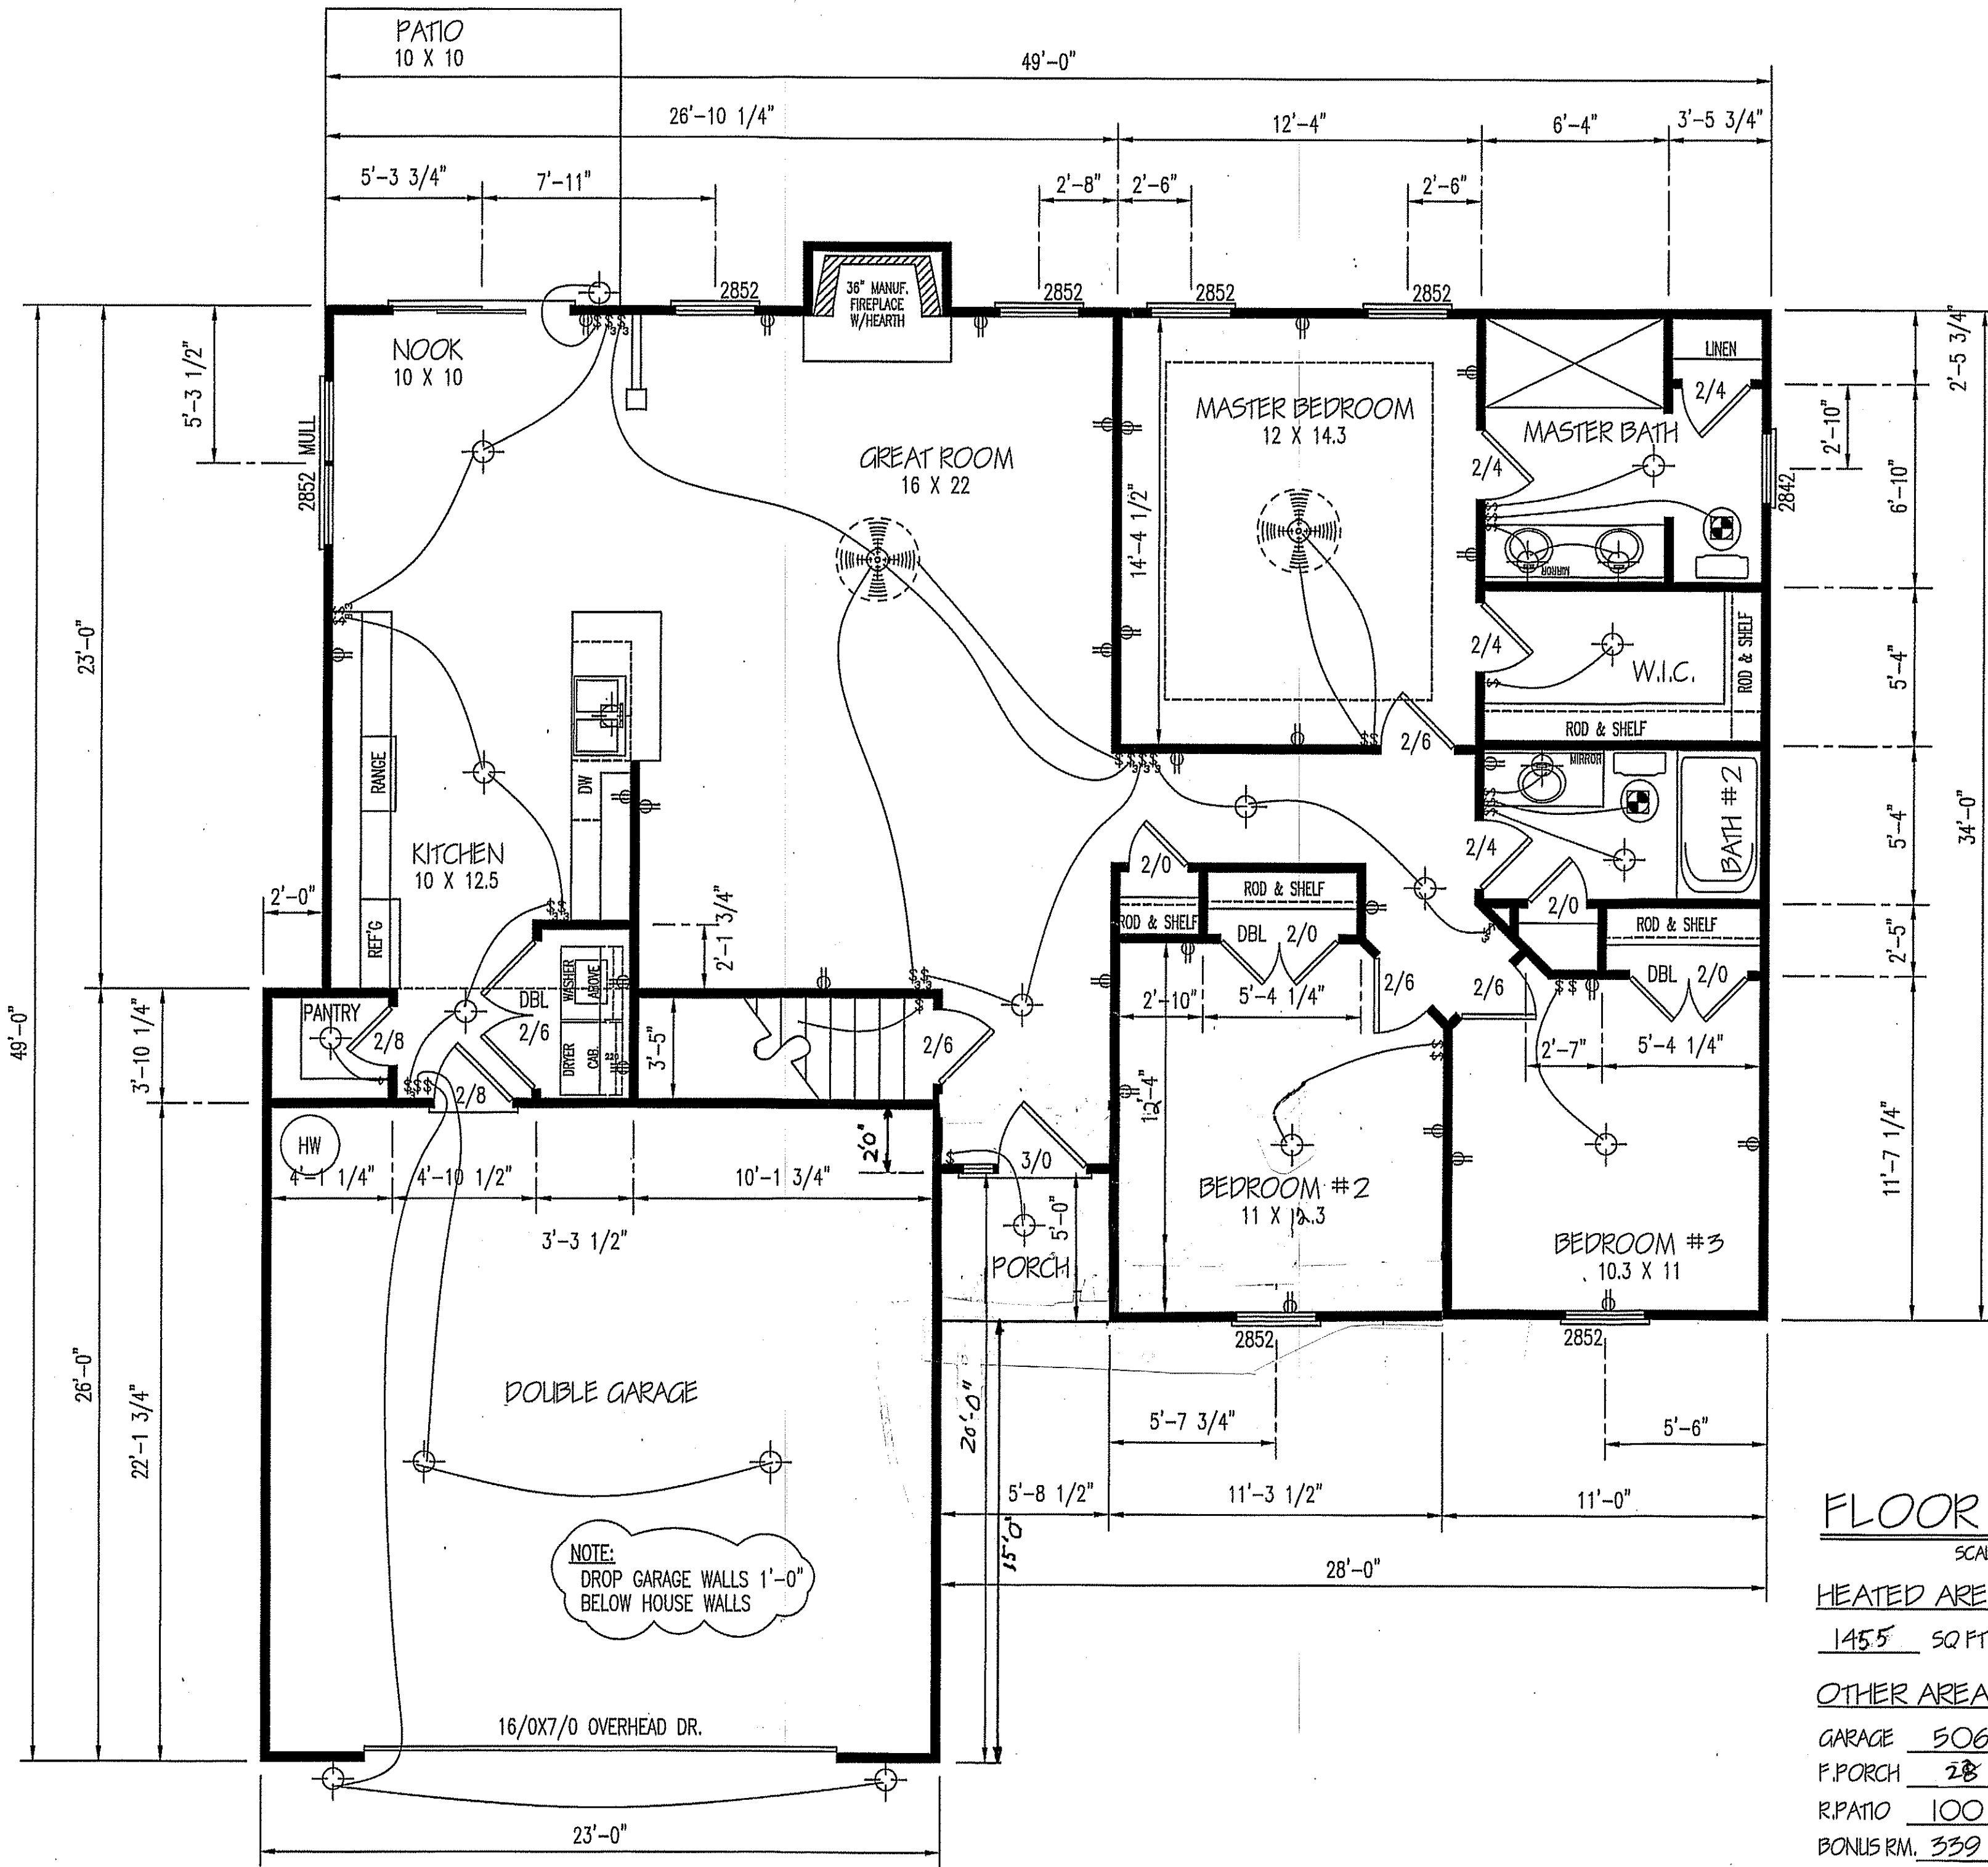 PATIO
10 X 10
49'-0"
26'-10 1/4"
12'-4"
6'-4"
3'-5 3/4"
5'-3 3/4"
7'-11"
2'-8"
2'-6"
2'-6"
2852
36" MANUF.
FIREPLACE
W/HEARTH
2852
2852
2852
NOOK
10 X 10
5'-3 1/2"
2852 MULL
GREAT ROOM
16 X 22
MASTER BEDROOM
12 X 14.3
14'-4 1/2"
LINEN
2/4
MASTER BATH
2/4
MIRROR
2842
2'-5 3/4"
2'-10"
6'-10"
23'-0"
2/4
W.I.C.
ROD & SHELF
ROD & SHELF
5'-4"
2/6
RANGE
DW
KITCHEN
10 X 12.5
REF'G
2'-0"
2'-1 3/4"
MIRROR
BATH #2
2/4
5'-4"
34'-0"
2/0
ROD & SHELF
ROD & SHELF
DBL 2/0
2/0
ROD & SHELF
DBL 2/0
2'-5"
49'-0"
3'-10 1/4"
PANTRY
2/8
DBL
2/6
WASHER
ABOVE
DRYER
CAB.
220
3'-5"
2/6
2/8
2'-10"
5'-4 1/4"
2/6
2/6
2'-7"
5'-4 1/4"
12'-4"
HW
4'-1 1/4"
4'-10 1/2"
3'-3 1/2"
10'-1 3/4"
2'0"
3/0
5'-0"
PORCH
BEDROOM #2
11 X 12.3
BEDROOM #3
10.3 X 11
11'-7 1/4"
2852
2852
26'-0"
22'-1 3/4"
DOUBLE GARAGE
20'-0"
15'0"
5'-7 3/4"
5'-6"
5'-8 1/2"
11'-3 1/2"
11'-0"
28'-0"
NOTE:
DROP GARAGE WALLS 1'-0"
BELOW HOUSE WALLS
16/0X7/0 OVERHEAD DR.
23'-0"
FLOOR
SCAL
HEATED ARE
1455 SQ FT
OTHER AREA
GARAGE 506
F.PORCH 28
R.PATIO 100
BONUS RM. 339